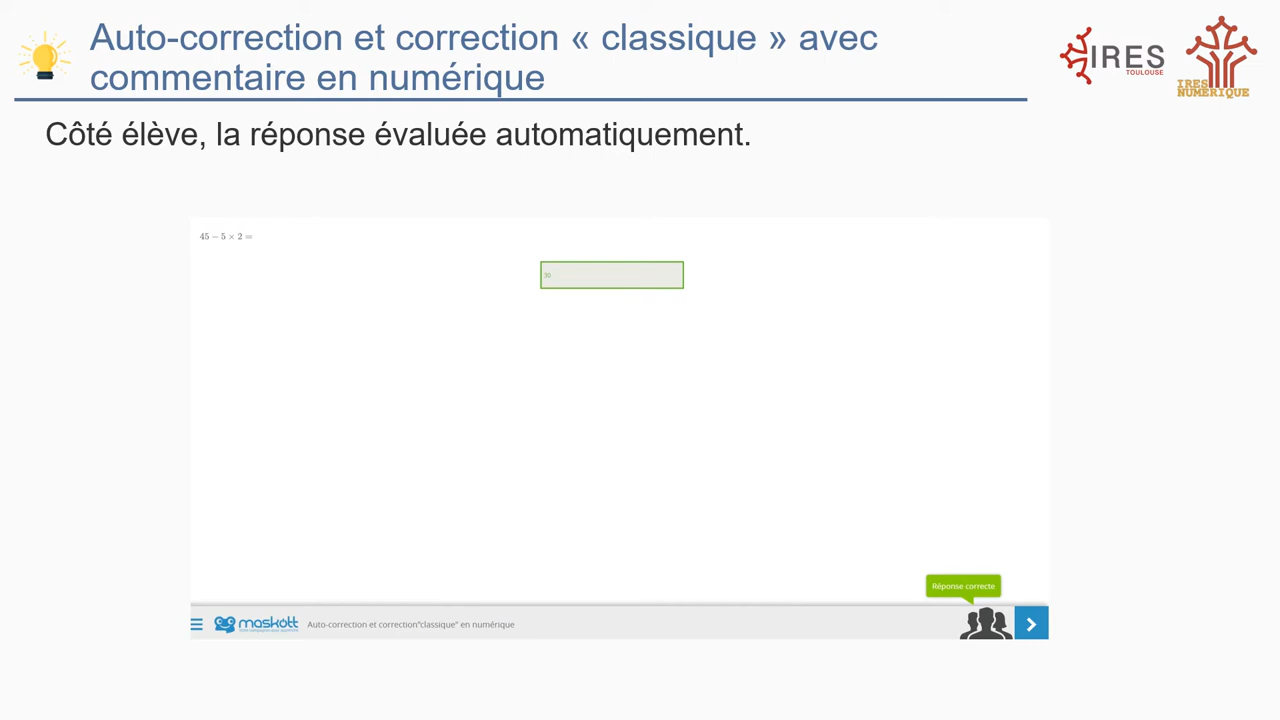 Auto-correction et correction « classique » avec
commentaire en numérique
IRES
TOULOUSE
IRES
NUMÉRIQUE
Côté élève, la réponse évaluée automatiquement.
45 − 5 × 2 =
Réponse correcte
maskott
Auto-correction et correction"classique" en numérique